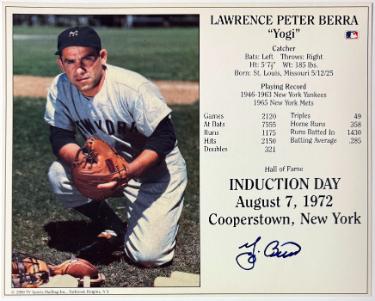 LAWRENCE PETER BERRA
"Yogi"
Catcher
Bats: Left Throws: Right
Ht: 5'7½" Wt: 185 lbs.
Born: St. Louis, Missouri 5/12/25
Playing Record
1946-1963 New York Yankees
1965 New York Mets
Games 2120 Triples 49
At Bats 7555 Home Runs 358
Runs 1175 Runs Batted In 1430
Hits 2150 Batting Average .285
Doubles 321
Hall of Fame
INDUCTION DAY
August 7, 1972
Cooperstown, New York
Y. Berra
NEW YORK